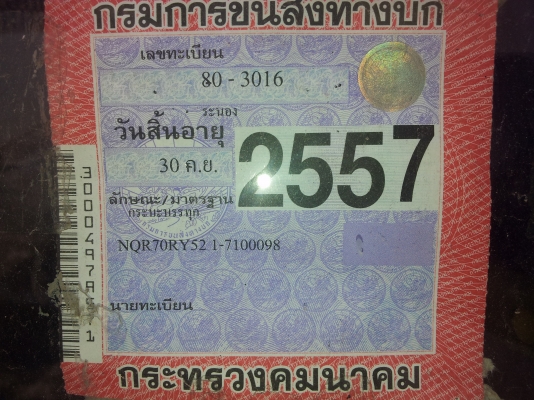 กรมการขนส่งทางบก
เลขทะเบียน
80 - 3016
ระนอง
วันสิ้นอายุ
30 ก.ย.
2557
ลักษณะ/มาตรฐาน
กระบะบรรทุก
NQR70RY52 1-7100098
นายทะเบียน
กระทรวงคมนาคม